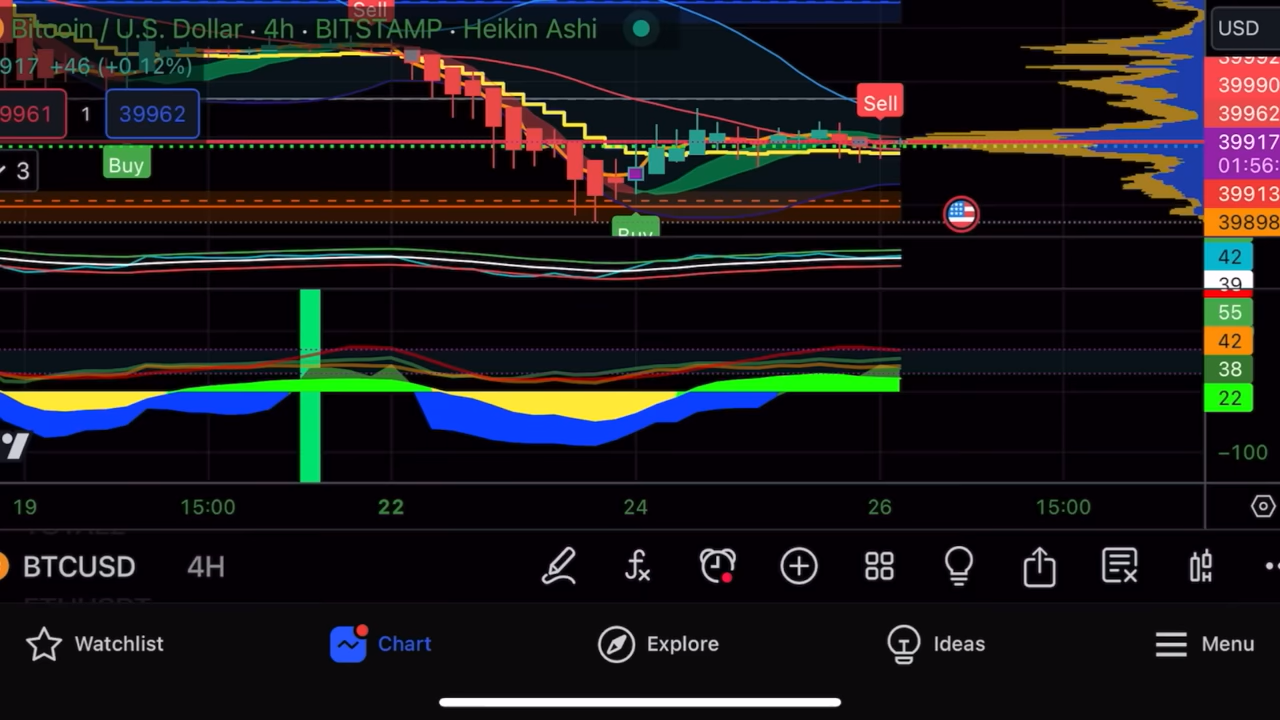 Sell
Bitcoin / U.S. Dollar · 4h · BITSTAMP · Heikin Ashi
USD
917 +46 (+0.12%)
39992
39990
9961
1
39962
Sell
39962
39917
01:56:
Buy
3
39913
39898
Buy
42
39
55
42
38
22
−100
19
15:00
22
24
26
15:00
BTCUSD
4H
Watchlist
Chart
Explore
Ideas
Menu